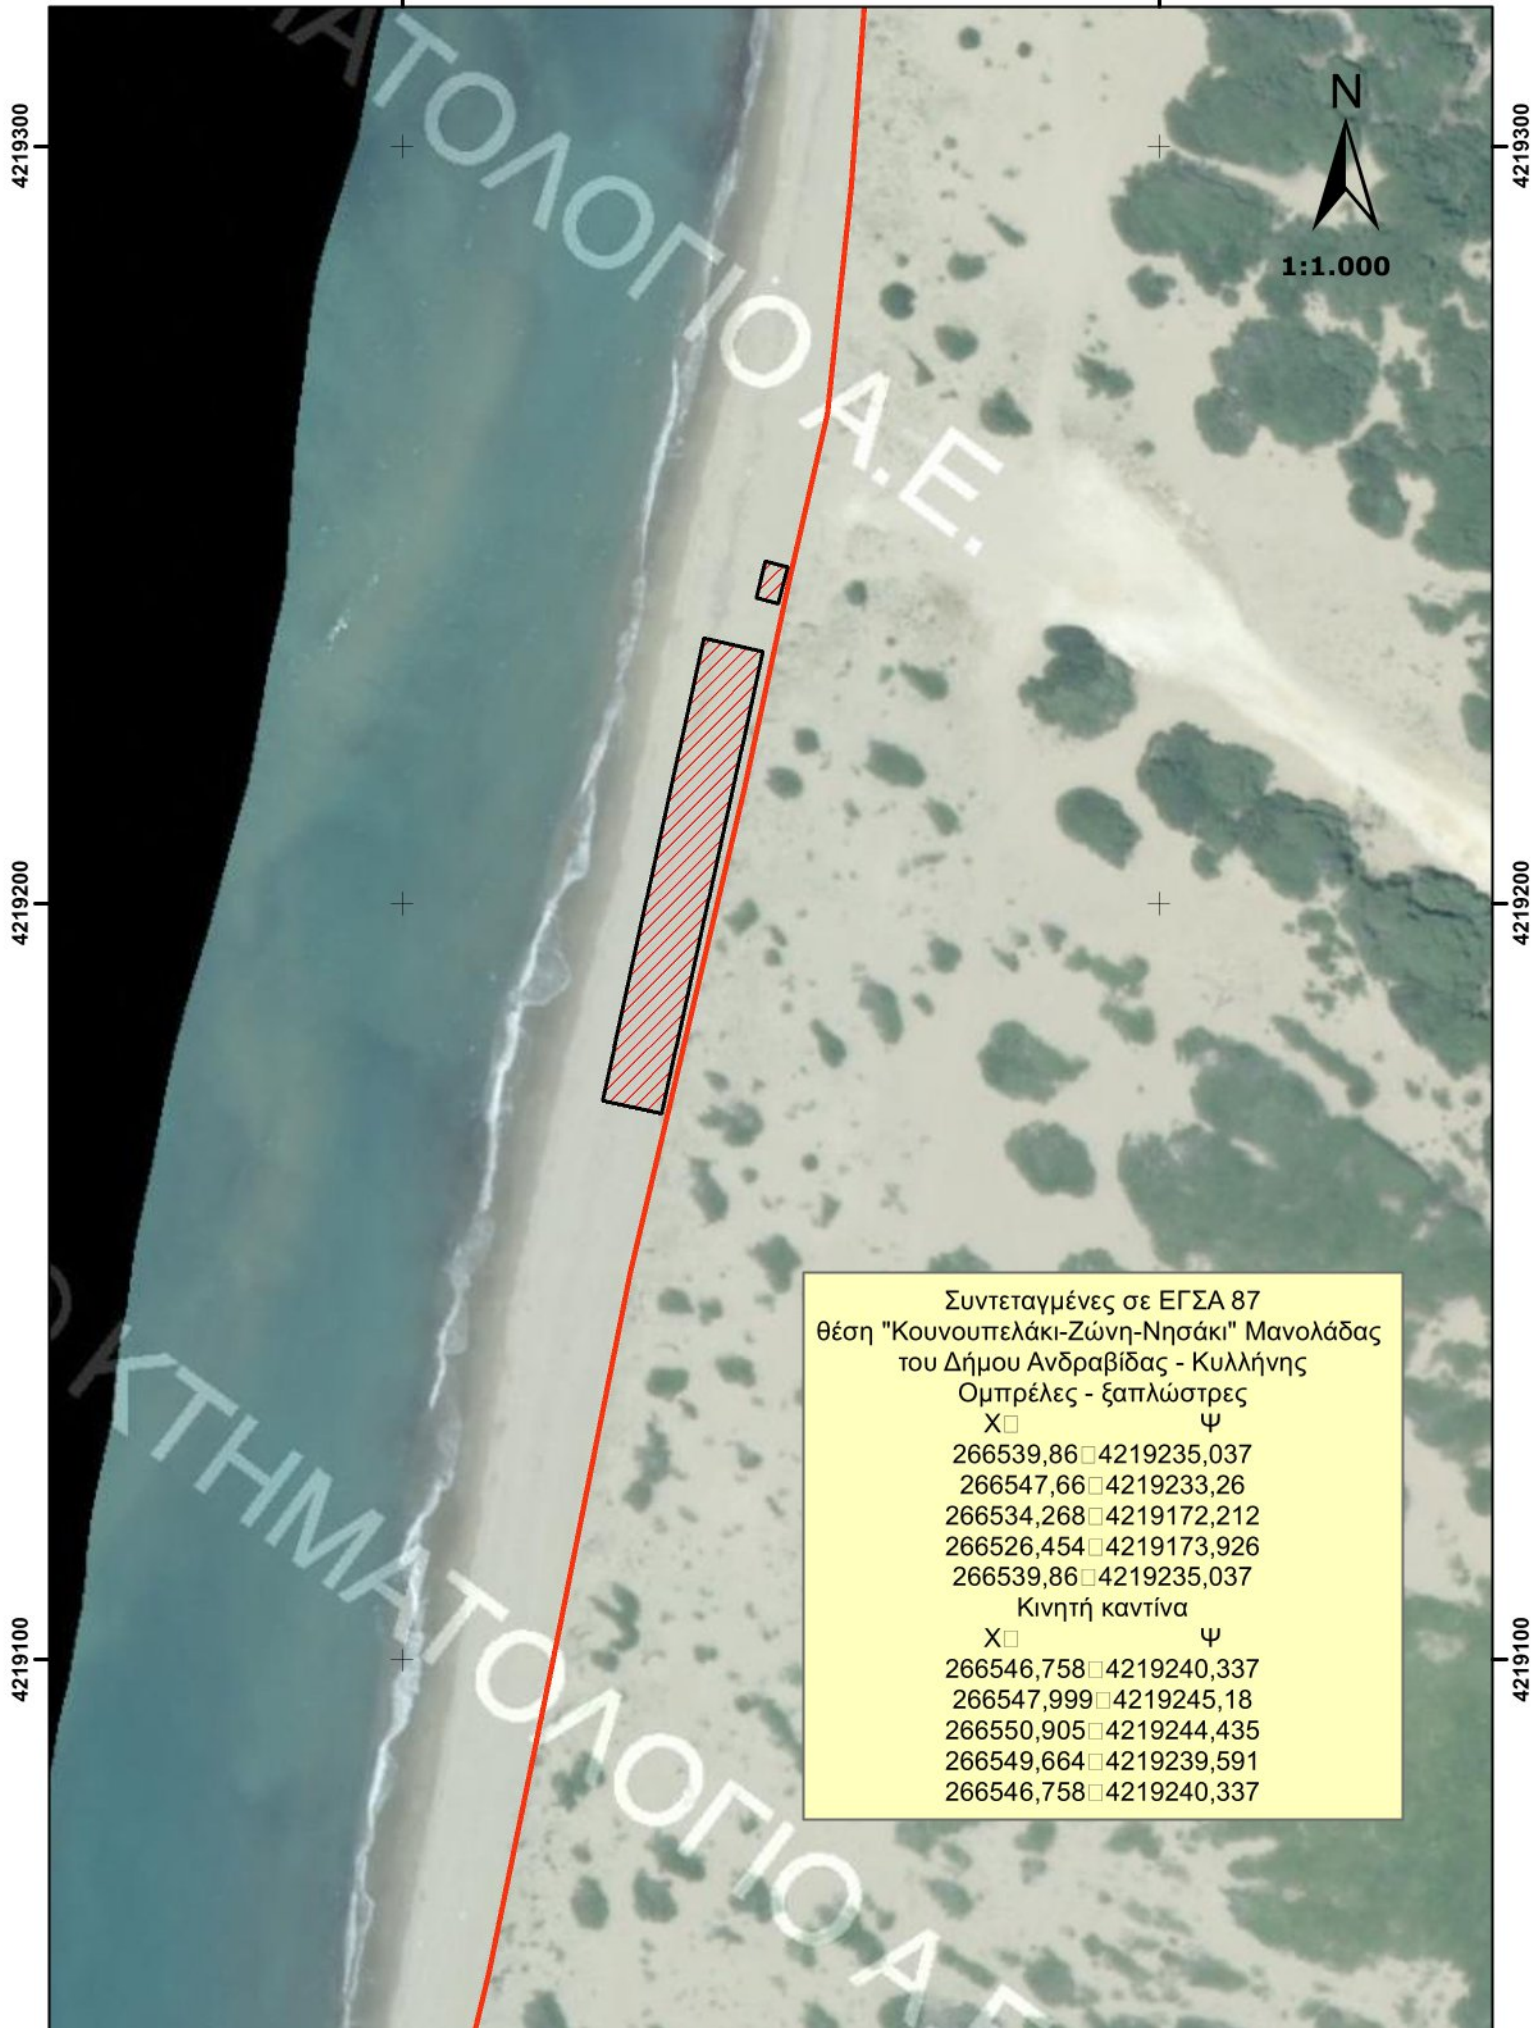 ΜΑΤΟΛΟΓΙΟ Α.Ε.
N
1:1.000
4219300
4219300
4219200
4219200
4219100
4219100
Ο ΚΤΗΜΑΤΟΛΟΓΙΟ Α.Ε
Συντεταγμένες σε ΕΓΣΑ 87
θέση "Κουνουπελάκι-Ζώνη-Νησάκι" Μανολάδας
του Δήμου Ανδραβίδας - Κυλλήνης
Ομπρέλες - ξαπλώστρες
Χ□ Ψ
266539,86□4219235,037
266547,66□4219233,26
266534,268□4219172,212
266526,454□4219173,926
266539,86□4219235,037
Κινητή καντίνα
Χ□ Ψ
266546,758□4219240,337
266547,999□4219245,18
266550,905□4219244,435
266549,664□4219239,591
266546,758□4219240,337